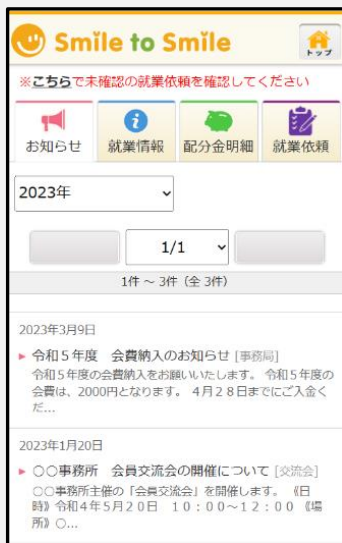 Smile to Smile
トップ
※こちらで未確認の就業依頼を確認してください
お知らせ 就業情報 配分金明細 就業依頼
2023年
1/1
1件 ～ 3件 (全 3件)
2023年3月9日
令和５年度　会費納入のお知らせ [事務局]
令和５年度の会費納入をお願いいたします。 令和５年度の
会費は、2000円となります。 ４月２８日までにご入金く
だ...
2023年1月20日
○○事務所　会員交流会の開催について [交流会]
○○事務所主催の「会員交流会」を開催します。 《日
時》令和４年５月２０日　１０：００～１２：００ 《場
所》○...